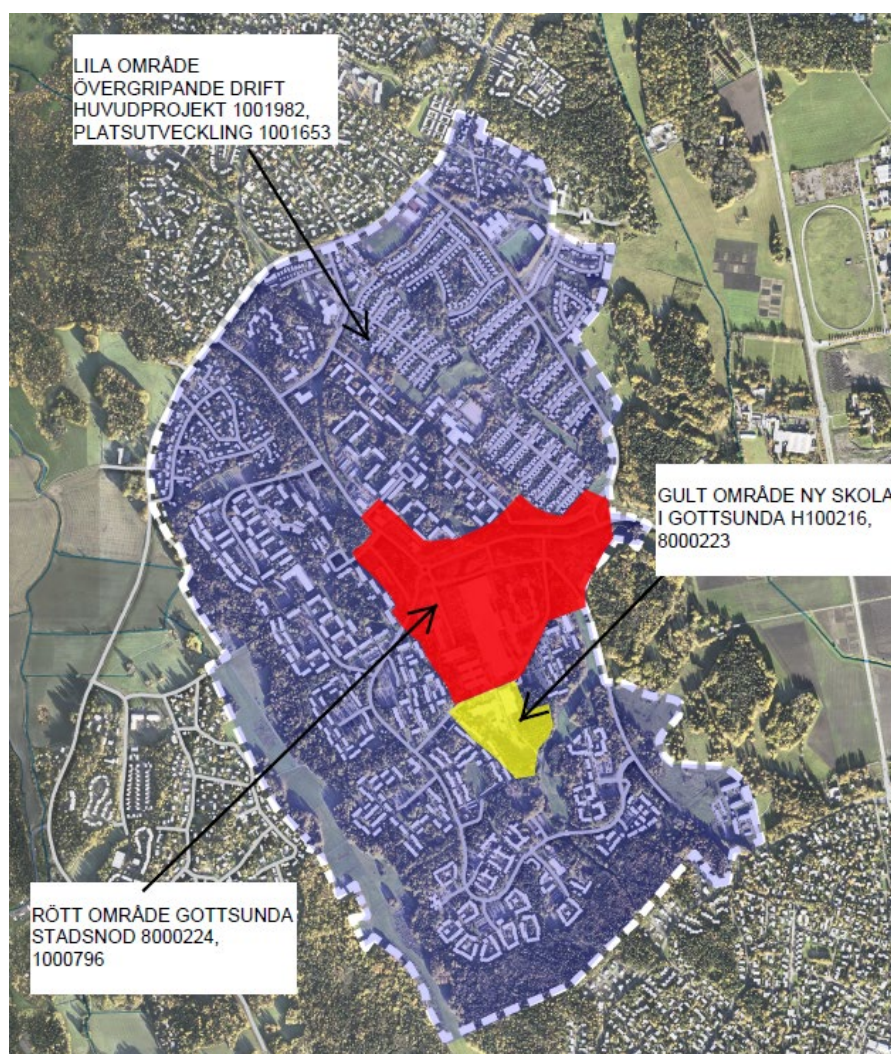 LILA OMRÅDE
ÖVERGRIPANDE DRIFT
HUVUDPROJEKT 1001982,
PLATSUTVECKLING 1001653
GULT OMRÅDE NY SKOLA
I GOTTSUNDA H100216,
8000223
RÖTT OMRÅDE GOTTSUNDA
STADSNOD 8000224,
1000796